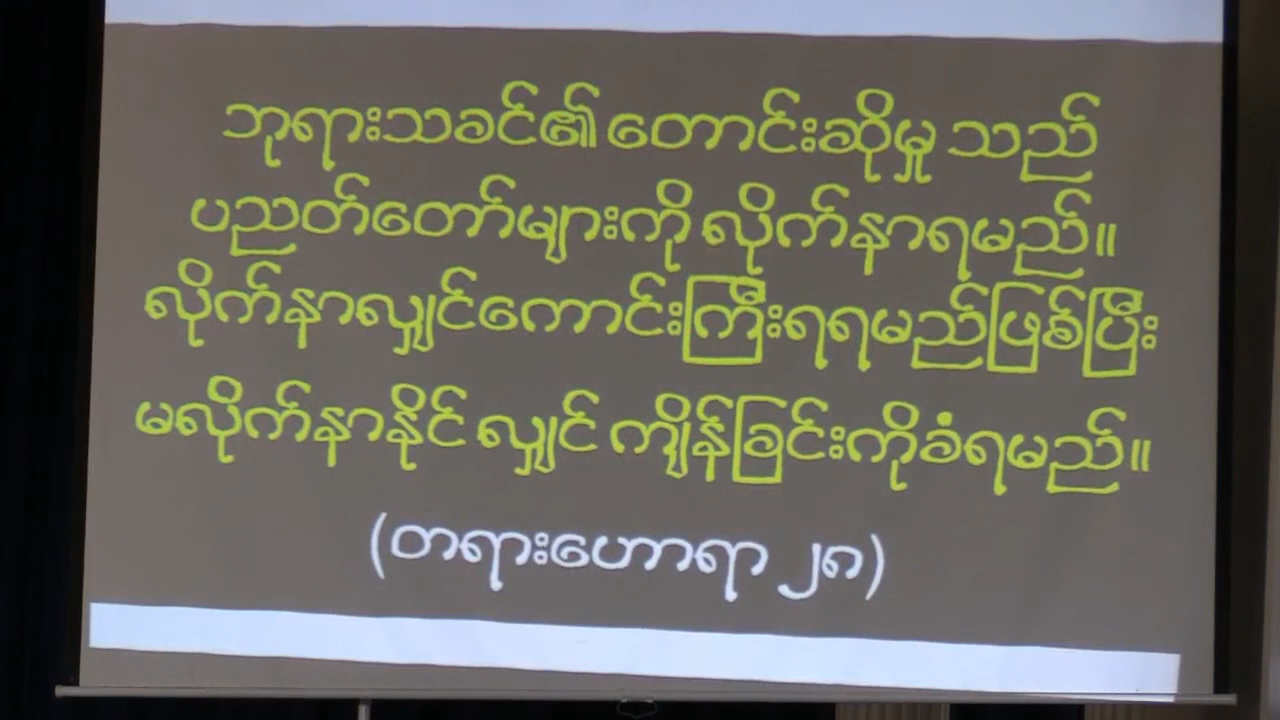 ဘုရားသခင်၏ တောင်းဆိုမှု သည်
ပညတ်တော်များကို လိုက်နာရမည်။
လိုက်နာလျှင်ကောင်းကြီးရရမည်ဖြစ်ပြီး
မလိုက်နာနိုင် လျှင် ကျိန်ခြင်းကိုခံရမည်။
(တရားဟောရာ ၂၈)